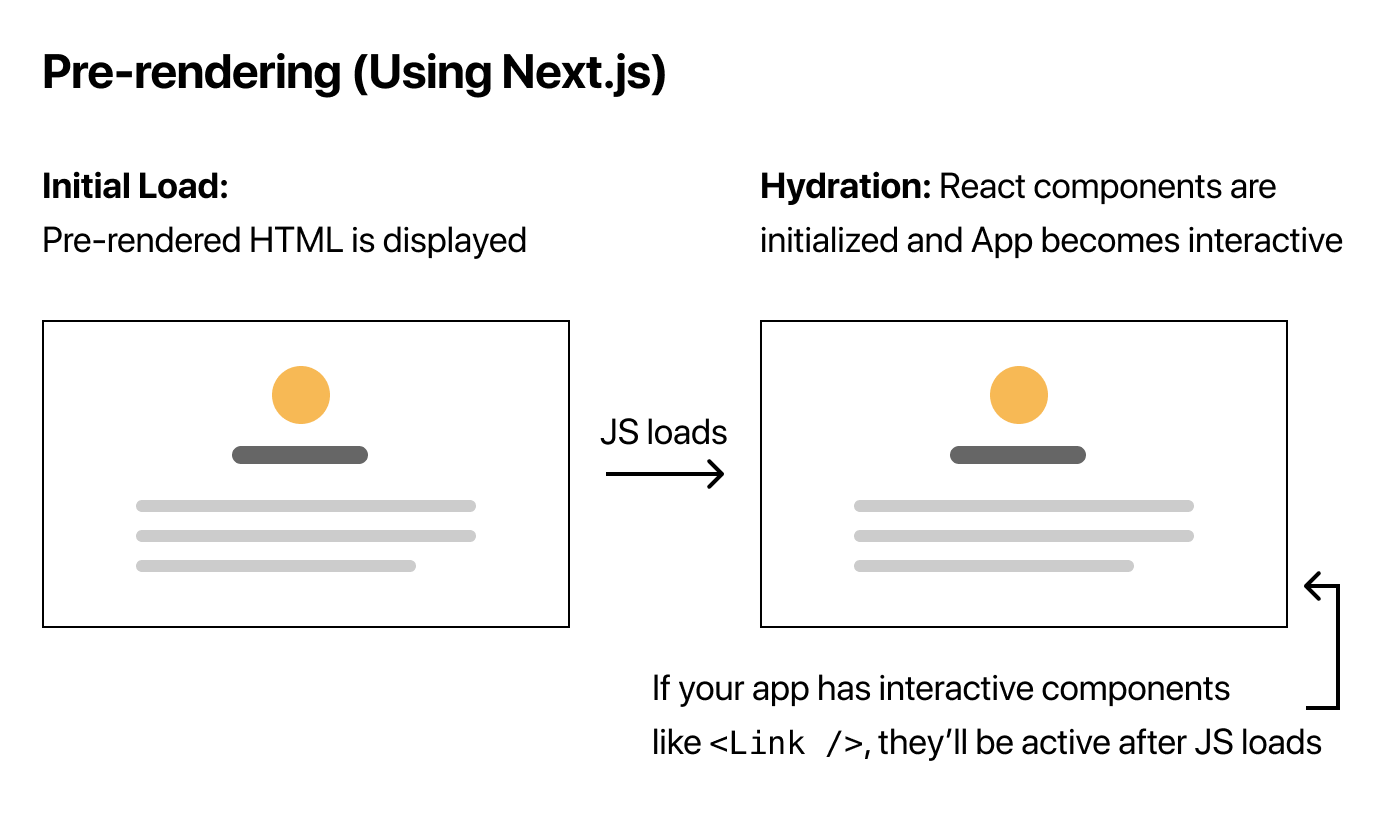 Pre-rendering (Using Next.js)
Initial Load:
Pre-rendered HTML is displayed
Hydration: React components are
initialized and App becomes interactive
JS loads
If your app has interactive components
like <Link />, they’ll be active after JS loads